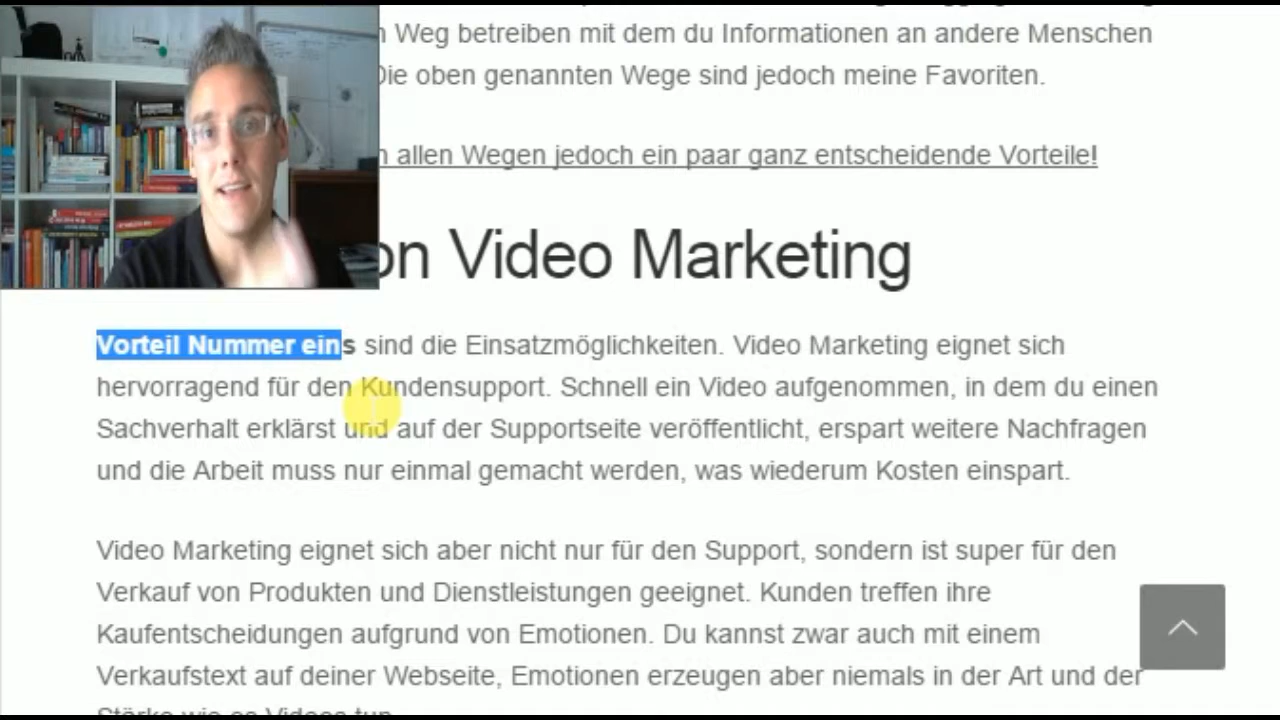 n Weg betreiben mit dem du Informationen an andere Menschen
Die oben genannten Wege sind jedoch meine Favoriten.
n allen Wegen jedoch ein paar ganz entscheidende Vorteile!
on Video Marketing
Vorteil Nummer eins sind die Einsatzmöglichkeiten. Video Marketing eignet sich
hervorragend für den Kundensupport. Schnell ein Video aufgenommen, in dem du einen
Sachverhalt erklärst und auf der Supportseite veröffentlicht, erspart weitere Nachfragen
und die Arbeit muss nur einmal gemacht werden, was wiederum Kosten einspart.
Video Marketing eignet sich aber nicht nur für den Support, sondern ist super für den
Verkauf von Produkten und Dienstleistungen geeignet. Kunden treffen ihre
Kaufentscheidungen aufgrund von Emotionen. Du kannst zwar auch mit einem
Verkaufstext auf deiner Webseite, Emotionen erzeugen aber niemals in der Art und der
Stärke wie es Videos tun